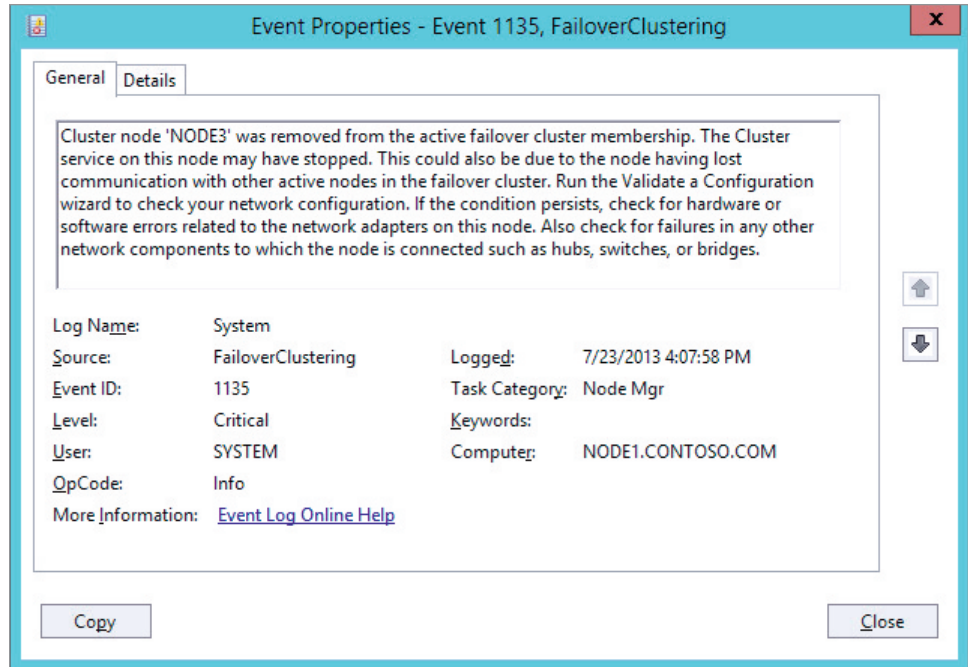 Event Properties - Event 1135, FailoverClustering
x
General Details
Cluster node 'NODE3' was removed from the active failover cluster membership. The Cluster
service on this node may have stopped. This could also be due to the node having lost
communication with other active nodes in the failover cluster. Run the Validate a Configuration
wizard to check your network configuration. If the condition persists, check for hardware or
software errors related to the network adapters on this node. Also check for failures in any other
network components to which the node is connected such as hubs, switches, or bridges.
Log Name: System
Source: FailoverClustering Logged: 7/23/2013 4:07:58 PM
Event ID: 1135 Task Category: Node Mgr
Level: Critical Keywords:
User: SYSTEM Computer: NODE1.CONTOSO.COM
OpCode: Info
More Information: Event Log Online Help
Copy Close